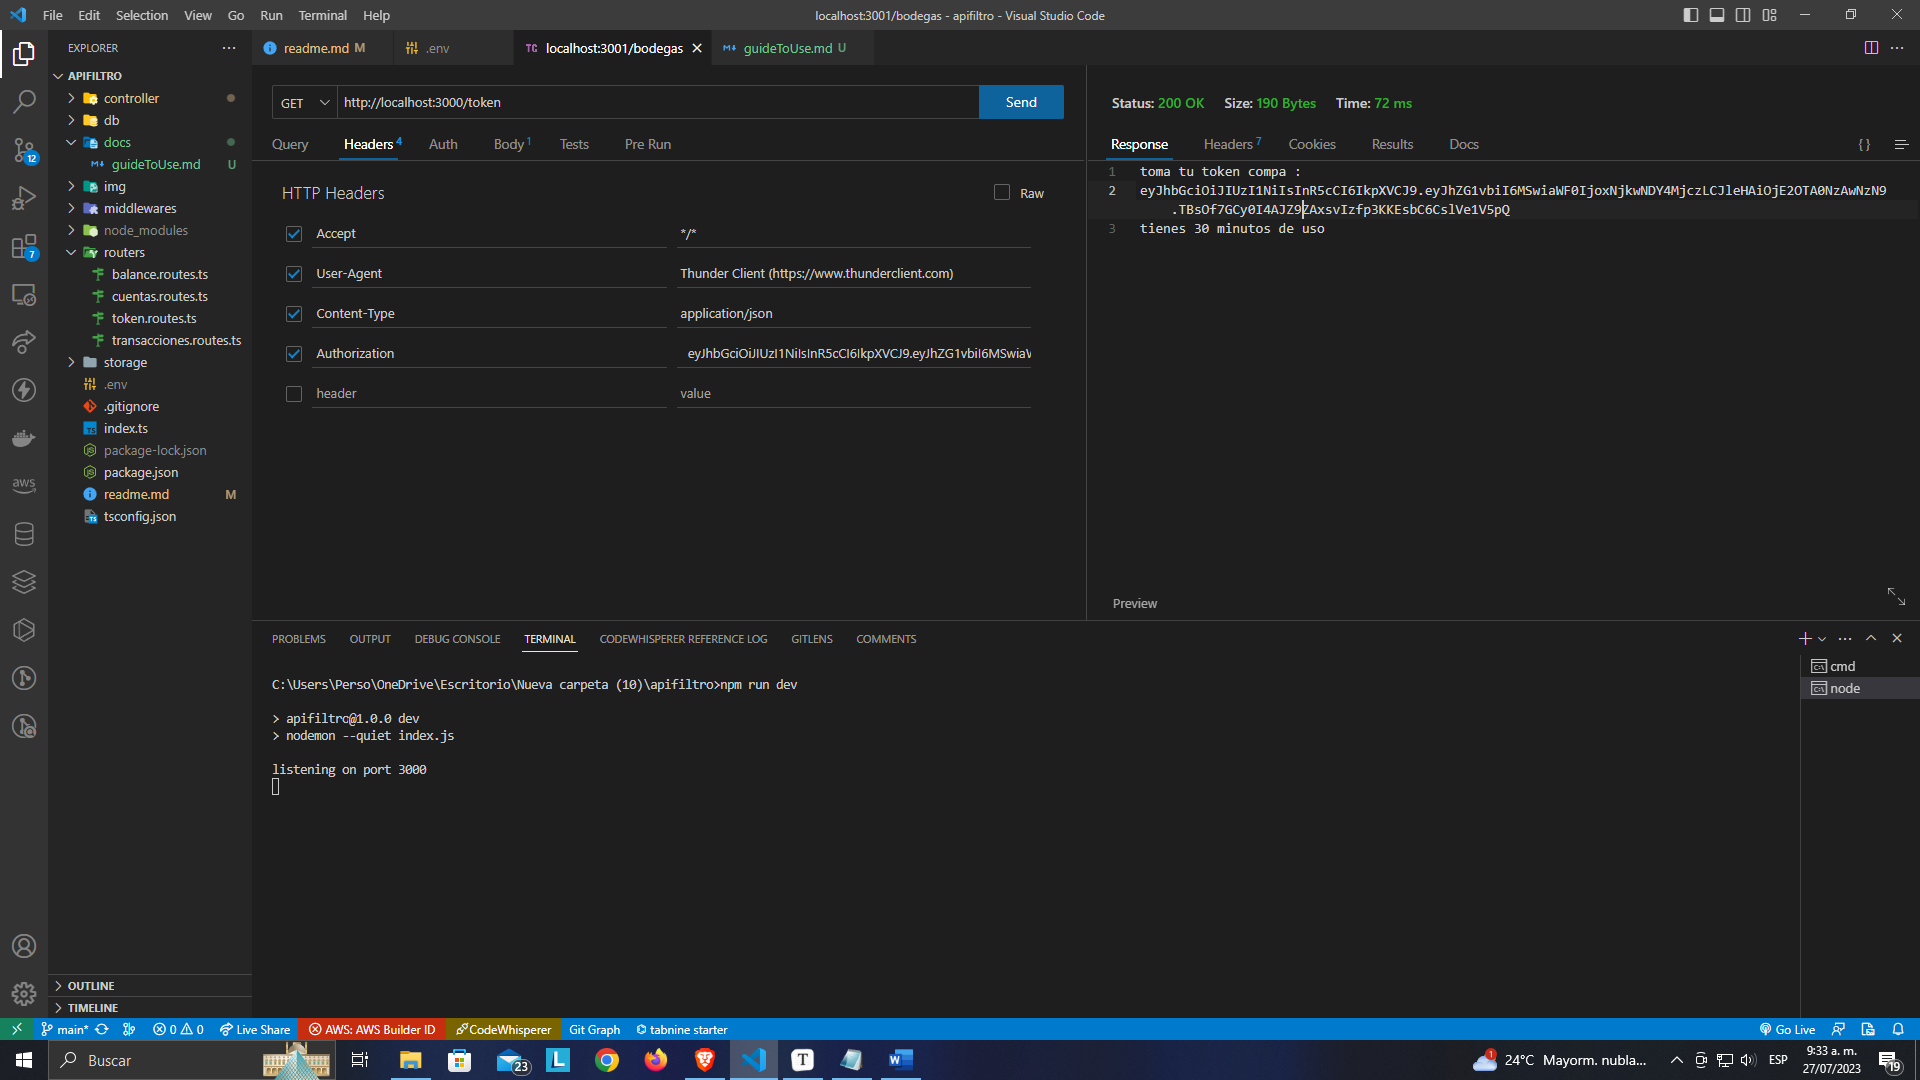 File Edit Selection View Go Run Terminal Help
localhost:3001/bodegas - apifiltro - Visual Studio Code
EXPLORER
readme.md M
.env
TC localhost:3001/bodegas
guideToUse.md U
APIFILTRO
controller
db
docs
guideToUse.md U
img
middlewares
node_modules
routers
balance.routes.ts
cuentas.routes.ts
token.routes.ts
transacciones.routes.ts
storage
.env
.gitignore
index.ts
package-lock.json
package.json
readme.md M
tsconfig.json
OUTLINE
TIMELINE
12
7
aws
GET http://localhost:3000/token Send
Query Headers 4 Auth Body 1 Tests Pre Run
HTTP Headers Raw
Accept */*
User-Agent Thunder Client (https://www.thunderclient.com)
Content-Type application/json
Authorization eyJhbGciOiJIUzI1NiIsInR5cCI6IkpXVCJ9.eyJhZG1vbiI6MSwiaW
header value
Status: 200 OK Size: 190 Bytes Time: 72 ms
Response Headers 7 Cookies Results Docs {}
1 toma tu token compa :
2 eyJhbGciOiJIUzI1NiIsInR5cCI6IkpXVCJ9.eyJhZG1vbiI6MSwiaWF0IjoxNjkwNDY4MjczLCJleHAiOjE2OTA0NzAwNzN9
.TBsOf7GCy0I4AJZ9ZAxsvIzfp3KKEsbC6CslVe1V5pQ
3 tienes 30 minutos de uso
Preview
PROBLEMS OUTPUT DEBUG CONSOLE TERMINAL CODEWHISPERER REFERENCE LOG GITLENS COMMENTS
cmd
node
C:\Users\Perso\OneDrive\Escritorio\Nueva carpeta (10)\apifiltro>npm run dev
> apifiltro@1.0.0 dev
> nodemon --quiet index.js
listening on port 3000
main* 0 0 Live Share AWS: AWS Builder ID CodeWhisperer Git Graph tabnine starter Go Live
Buscar 23 L T W 1 24°C Mayorm. nubla... ESP 9:33 a. m.
27/07/2023
19